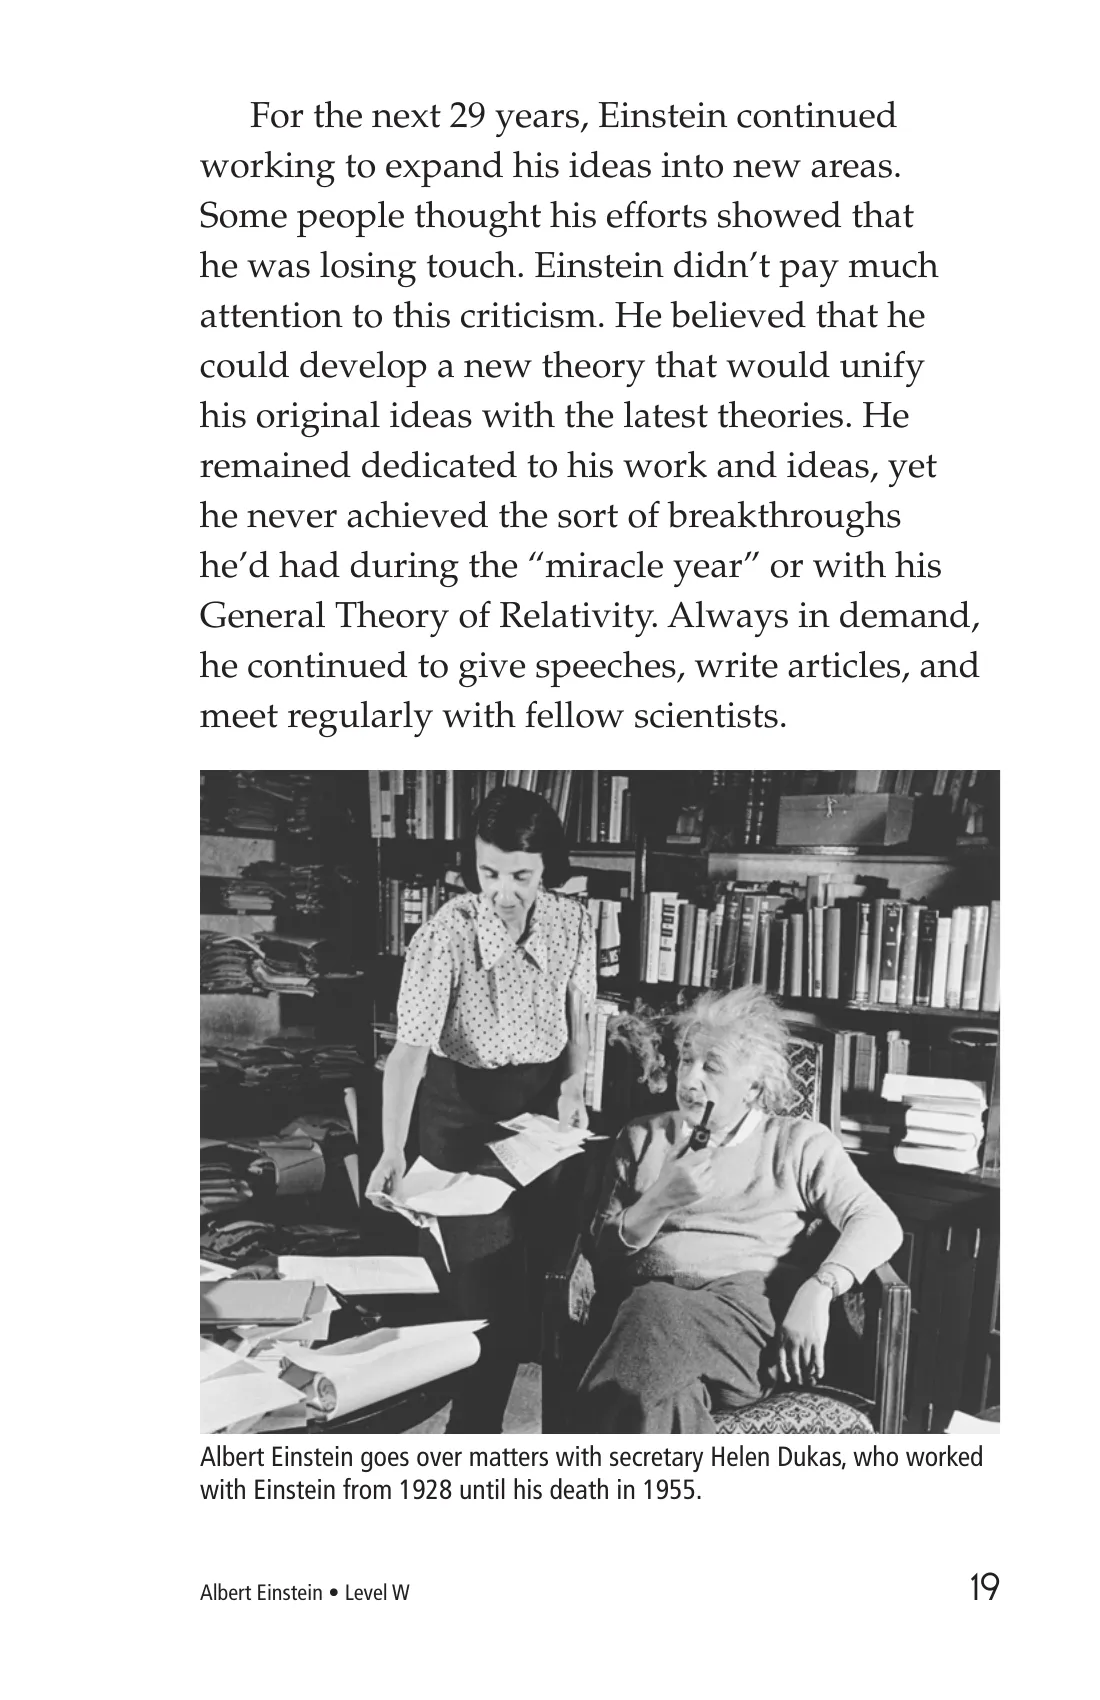 For the next 29 years, Einstein continued
working to expand his ideas into new areas.
Some people thought his efforts showed that
he was losing touch. Einstein didn’t pay much
attention to this criticism. He believed that he
could develop a new theory that would unify
his original ideas with the latest theories. He
remained dedicated to his work and ideas, yet
he never achieved the sort of breakthroughs
he’d had during the “miracle year” or with his
General Theory of Relativity. Always in demand,
he continued to give speeches, write articles, and
meet regularly with fellow scientists.
Albert Einstein goes over matters with secretary Helen Dukas, who worked
with Einstein from 1928 until his death in 1955.
Albert Einstein • Level W
19